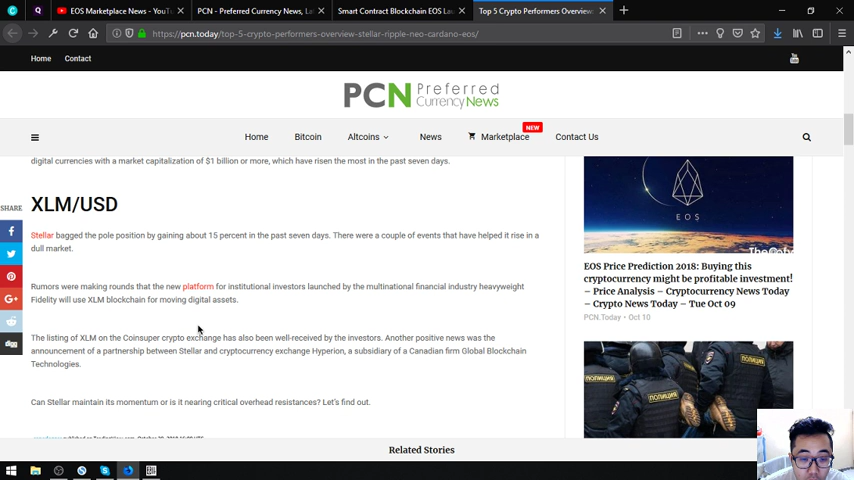 EOS Marketplace News - YouT
PCN - Preferred Currency News, La
Smart Contract Blockchain EOS Lau
Top 5 Crypto Performers Overview
https://pcn.today/top-5-crypto-performers-overview-stellar-ripple-neo-cardano-eos/
Home
Contact
PCN Preferred
Currency News
NEW
Home
Bitcoin
Altcoins
News
Marketplace
Contact Us
digital currencies with a market capitalization of $1 billion or more, which have risen the most in the past seven days.
SHARE
XLM/USD
Stellar bagged the pole position by gaining about 15 percent in the past seven days. There were a couple of events that have helped it rise in a
dull market.
Rumors were making rounds that the new platform for institutional investors launched by the multinational financial industry heavyweight
Fidelity will use XLM blockchain for moving digital assets.
The listing of XLM on the Coinsuper crypto exchange has also been well-received by the investors. Another positive news was the
announcement of a partnership between Stellar and cryptocurrency exchange Hyperion, a subsidiary of a Canadian firm Global Blockchain
Technologies.
Can Stellar maintain its momentum or is it nearing critical overhead resistances? Let's find out.
EOS
EOS Price Prediction 2018: Buying this
cryptocurrency might be profitable investment!
– Price Analysis – Cryptocurrency News Today
– Crypto News Today – Tue Oct 09
PCN.Today • Oct 10
ПОЛИЦИЯ
ПОЛИЦИЯ
ПОЛИЦИЯ
digg
Related Stories